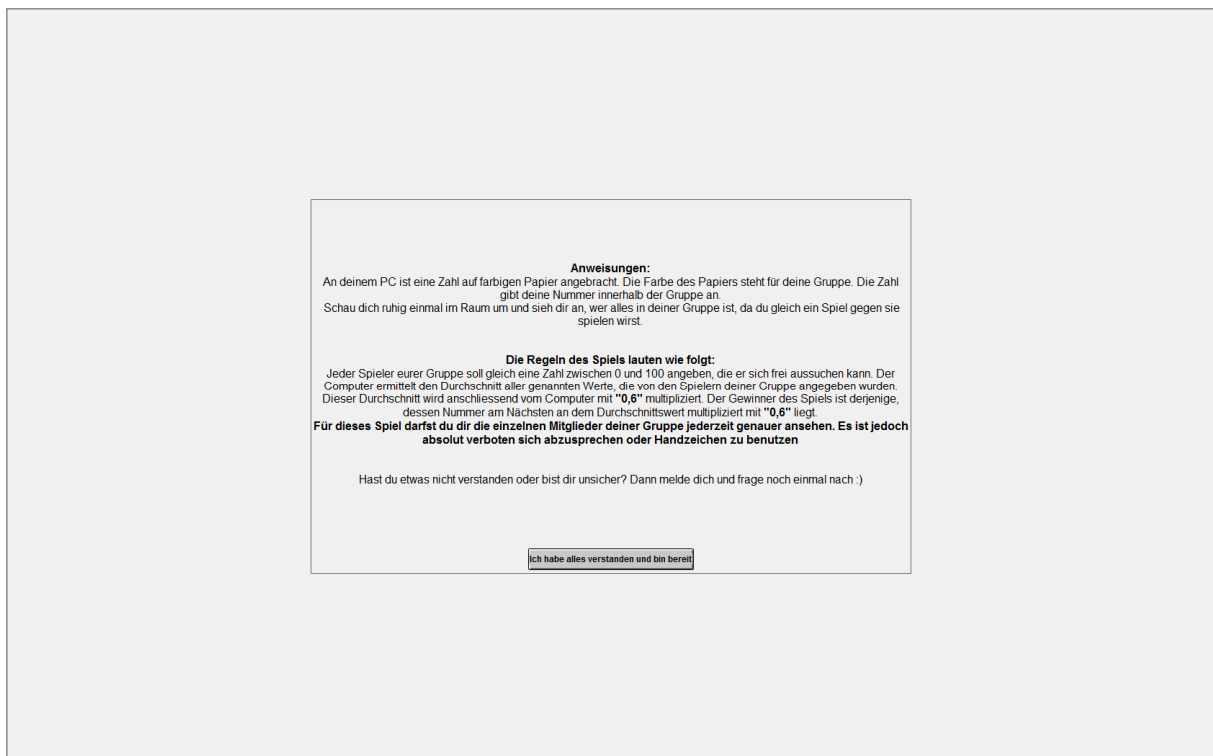 Anweisungen:
An deinem PC ist eine Zahl auf farbigen Papier angebracht. Die Farbe des Papiers steht für deine Gruppe. Die Zahl
gibt deine Nummer innerhalb der Gruppe an.
Schau dich ruhig einmal im Raum um und sieh dir an, wer alles in deiner Gruppe ist, da du gleich ein Spiel gegen sie
spielen wirst.
Die Regeln des Spiels lauten wie folgt:
Jeder Spieler eurer Gruppe soll gleich eine Zahl zwischen 0 und 100 angeben, die er sich frei aussuchen kann. Der
Computer ermittelt den Durchschnitt aller genannten Werte, die von den Spielern deiner Gruppe angegeben wurden.
Dieser Durchschnitt wird anschliessend vom Computer mit "0,6" multipliziert. Der Gewinner des Spiels ist derjenige,
dessen Nummer am Nächsten an dem Durchschnittswert multipliziert mit "0,6" liegt.
Für dieses Spiel darfst du dir die einzelnen Mitglieder deiner Gruppe jederzeit genauer ansehen. Es ist jedoch
absolut verboten sich abzusprechen oder Handzeichen zu benutzen
Hast du etwas nicht verstanden oder bist dir unsicher? Dann melde dich und frage noch einmal nach :)
Ich habe alles verstanden und bin bereit